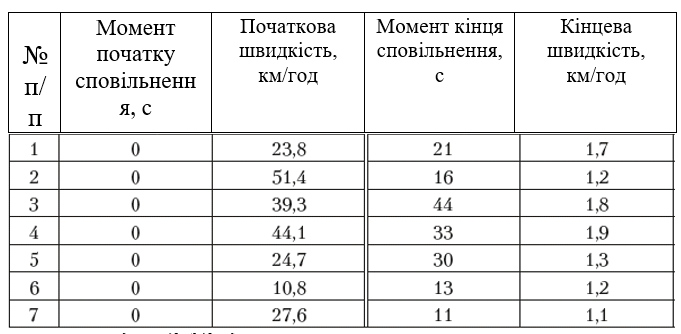 № п/п Момент початку сповільнення, с Початкова швидкість, км/год Момент кінця сповільнення, с Кінцева швидкість, км/год
1 0 23,8 21 1,7
2 0 51,4 16 1,2
3 0 39,3 44 1,8
4 0 44,1 33 1,9
5 0 24,7 30 1,3
6 0 10,8 13 1,2
7 0 27,6 11 1,1